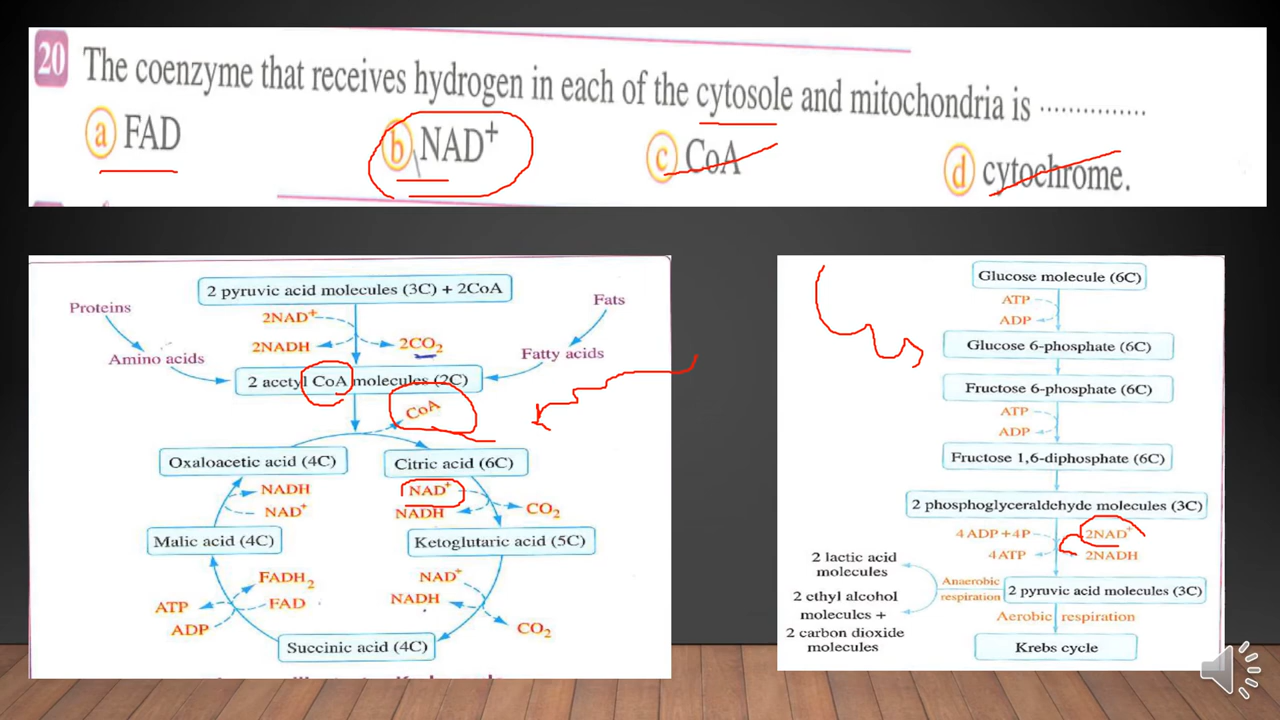 20 The coenzyme that receives hydrogen in each of the cytosole and mitochondria is ...............
a FAD
b NAD+
c CoA
d cytochrome.
2 pyruvic acid molecules (3C) + 2CoA
Proteins
Fats
2NAD+
2NADH
2CO2
Amino acids
Fatty acids
2 acetyl CoA molecules (2C)
CoA
Oxaloacetic acid (4C)
Citric acid (6C)
NADH
NAD+
NAD+
NADH
CO2
Malic acid (4C)
Ketoglutaric acid (5C)
FADH2
FAD
ATP
ADP
NAD+
NADH
CO2
Succinic acid (4C)
Glucose molecule (6C)
ATP
ADP
Glucose 6-phosphate (6C)
Fructose 6-phosphate (6C)
ATP
ADP
Fructose 1,6-diphosphate (6C)
2 phosphoglyceraldehyde molecules (3C)
4 ADP + 4P
2NAD+
4 ATP
2NADH
2 lactic acid
molecules
2 ethyl alcohol
molecules +
2 carbon dioxide
molecules
Anaerobic
respiration
2 pyruvic acid molecules (3C)
Aerobic respiration
Krebs cycle